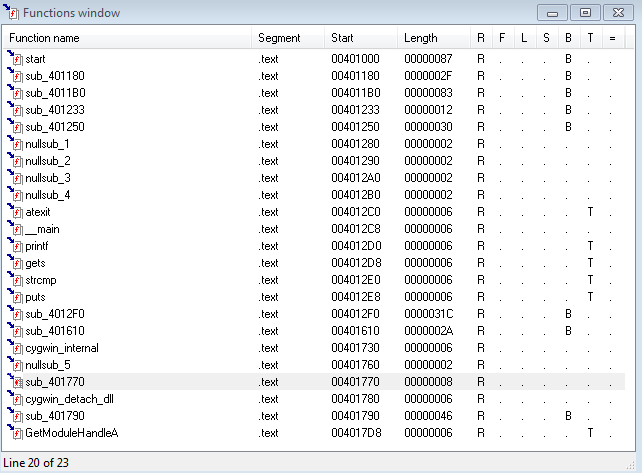 Functions window
Function name Segment Start Length R F L S B T =
start .text 00401000 00000087 R . . . B . .
sub_401180 .text 00401180 0000002F R . . . B . .
sub_4011B0 .text 004011B0 00000083 R . . . B . .
sub_401233 .text 00401233 00000012 R . . . B . .
sub_401250 .text 00401250 00000030 R . . . B . .
nullsub_1 .text 00401280 00000002 R . . . . . .
nullsub_2 .text 00401290 00000002 R . . . . . .
nullsub_3 .text 004012A0 00000002 R . . . . . .
nullsub_4 .text 004012B0 00000002 R . . . . . .
atexit .text 004012C0 00000006 R . . . . T .
__main .text 004012C8 00000006 R . . . . . .
printf .text 004012D0 00000006 R . . . . T .
gets .text 004012D8 00000006 R . . . . T .
strcmp .text 004012E0 00000006 R . . . . T .
puts .text 004012E8 00000006 R . . . . T .
sub_4012F0 .text 004012F0 0000031C R . . . B . .
sub_401610 .text 00401610 0000002A R . . . B . .
cygwin_internal .text 00401730 00000006 R . . . . . .
nullsub_5 .text 00401760 00000002 R . . . . . .
sub_401770 .text 00401770 00000008 R . . . . . .
cygwin_detach_dll .text 00401780 00000006 R . . . . . .
sub_401790 .text 00401790 00000046 R . . . B . .
GetModuleHandleA .text 004017D8 00000006 R . . . . T .
Line 20 of 23